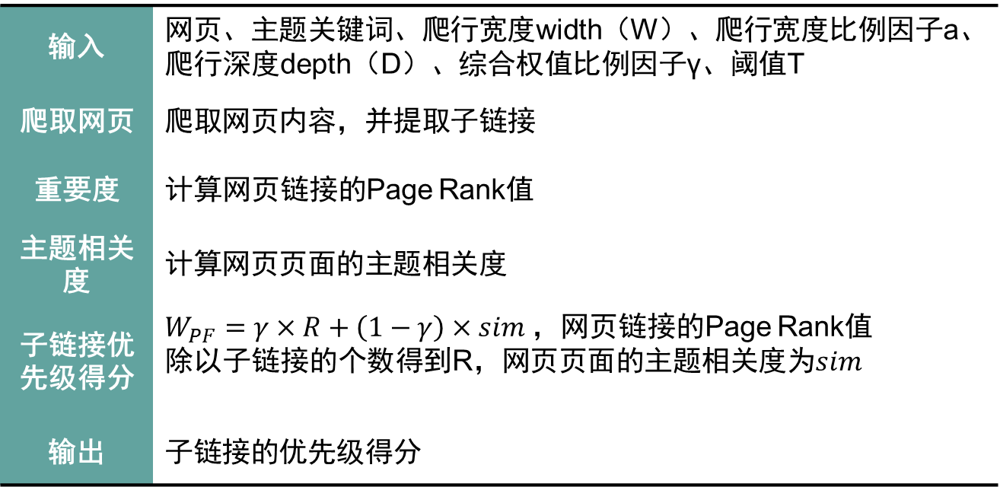 输入
网页、主题关键词、爬行宽度width（W）、爬行宽度比例因子a、
爬行深度depth（D）、综合权值比例因子γ、阈值T
爬取网页
爬取网页内容，并提取子链接
重要度
计算网页链接的Page Rank值
主题相关
度
计算网页页面的主题相关度
子链接优
先级得分
W_{PF} = γ × R + (1 − γ) × sim ，网页链接的Page Rank值
除以子链接的个数得到R，网页页面的主题相关度为sim
输出
子链接的优先级得分